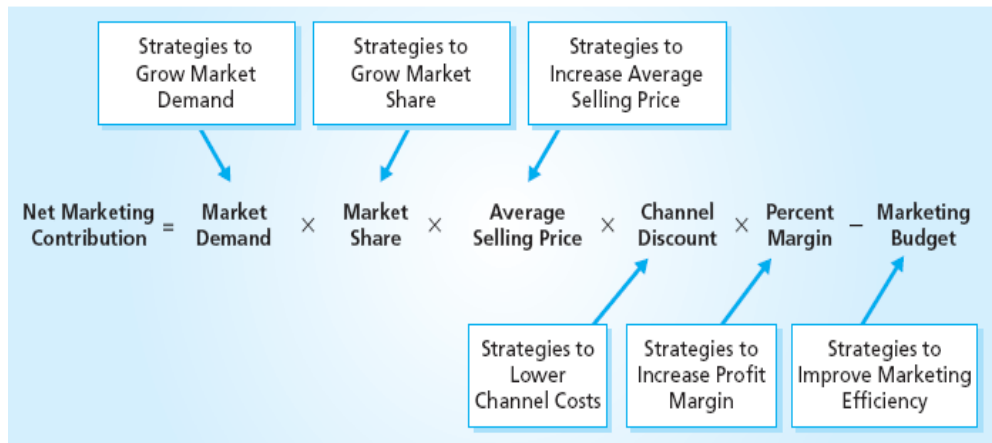 Strategies to
Grow Market
Demand
Strategies to
Grow Market
Share
Strategies to
Increase Average
Selling Price
Net Marketing
Contribution
=
Market
Demand
×
Market
Share
×
Average
Selling Price
×
Channel
Discount
×
Percent
Margin
–
Marketing
Budget
Strategies to
Lower
Channel Costs
Strategies to
Increase Profit
Margin
Strategies to
Improve Marketing
Efficiency